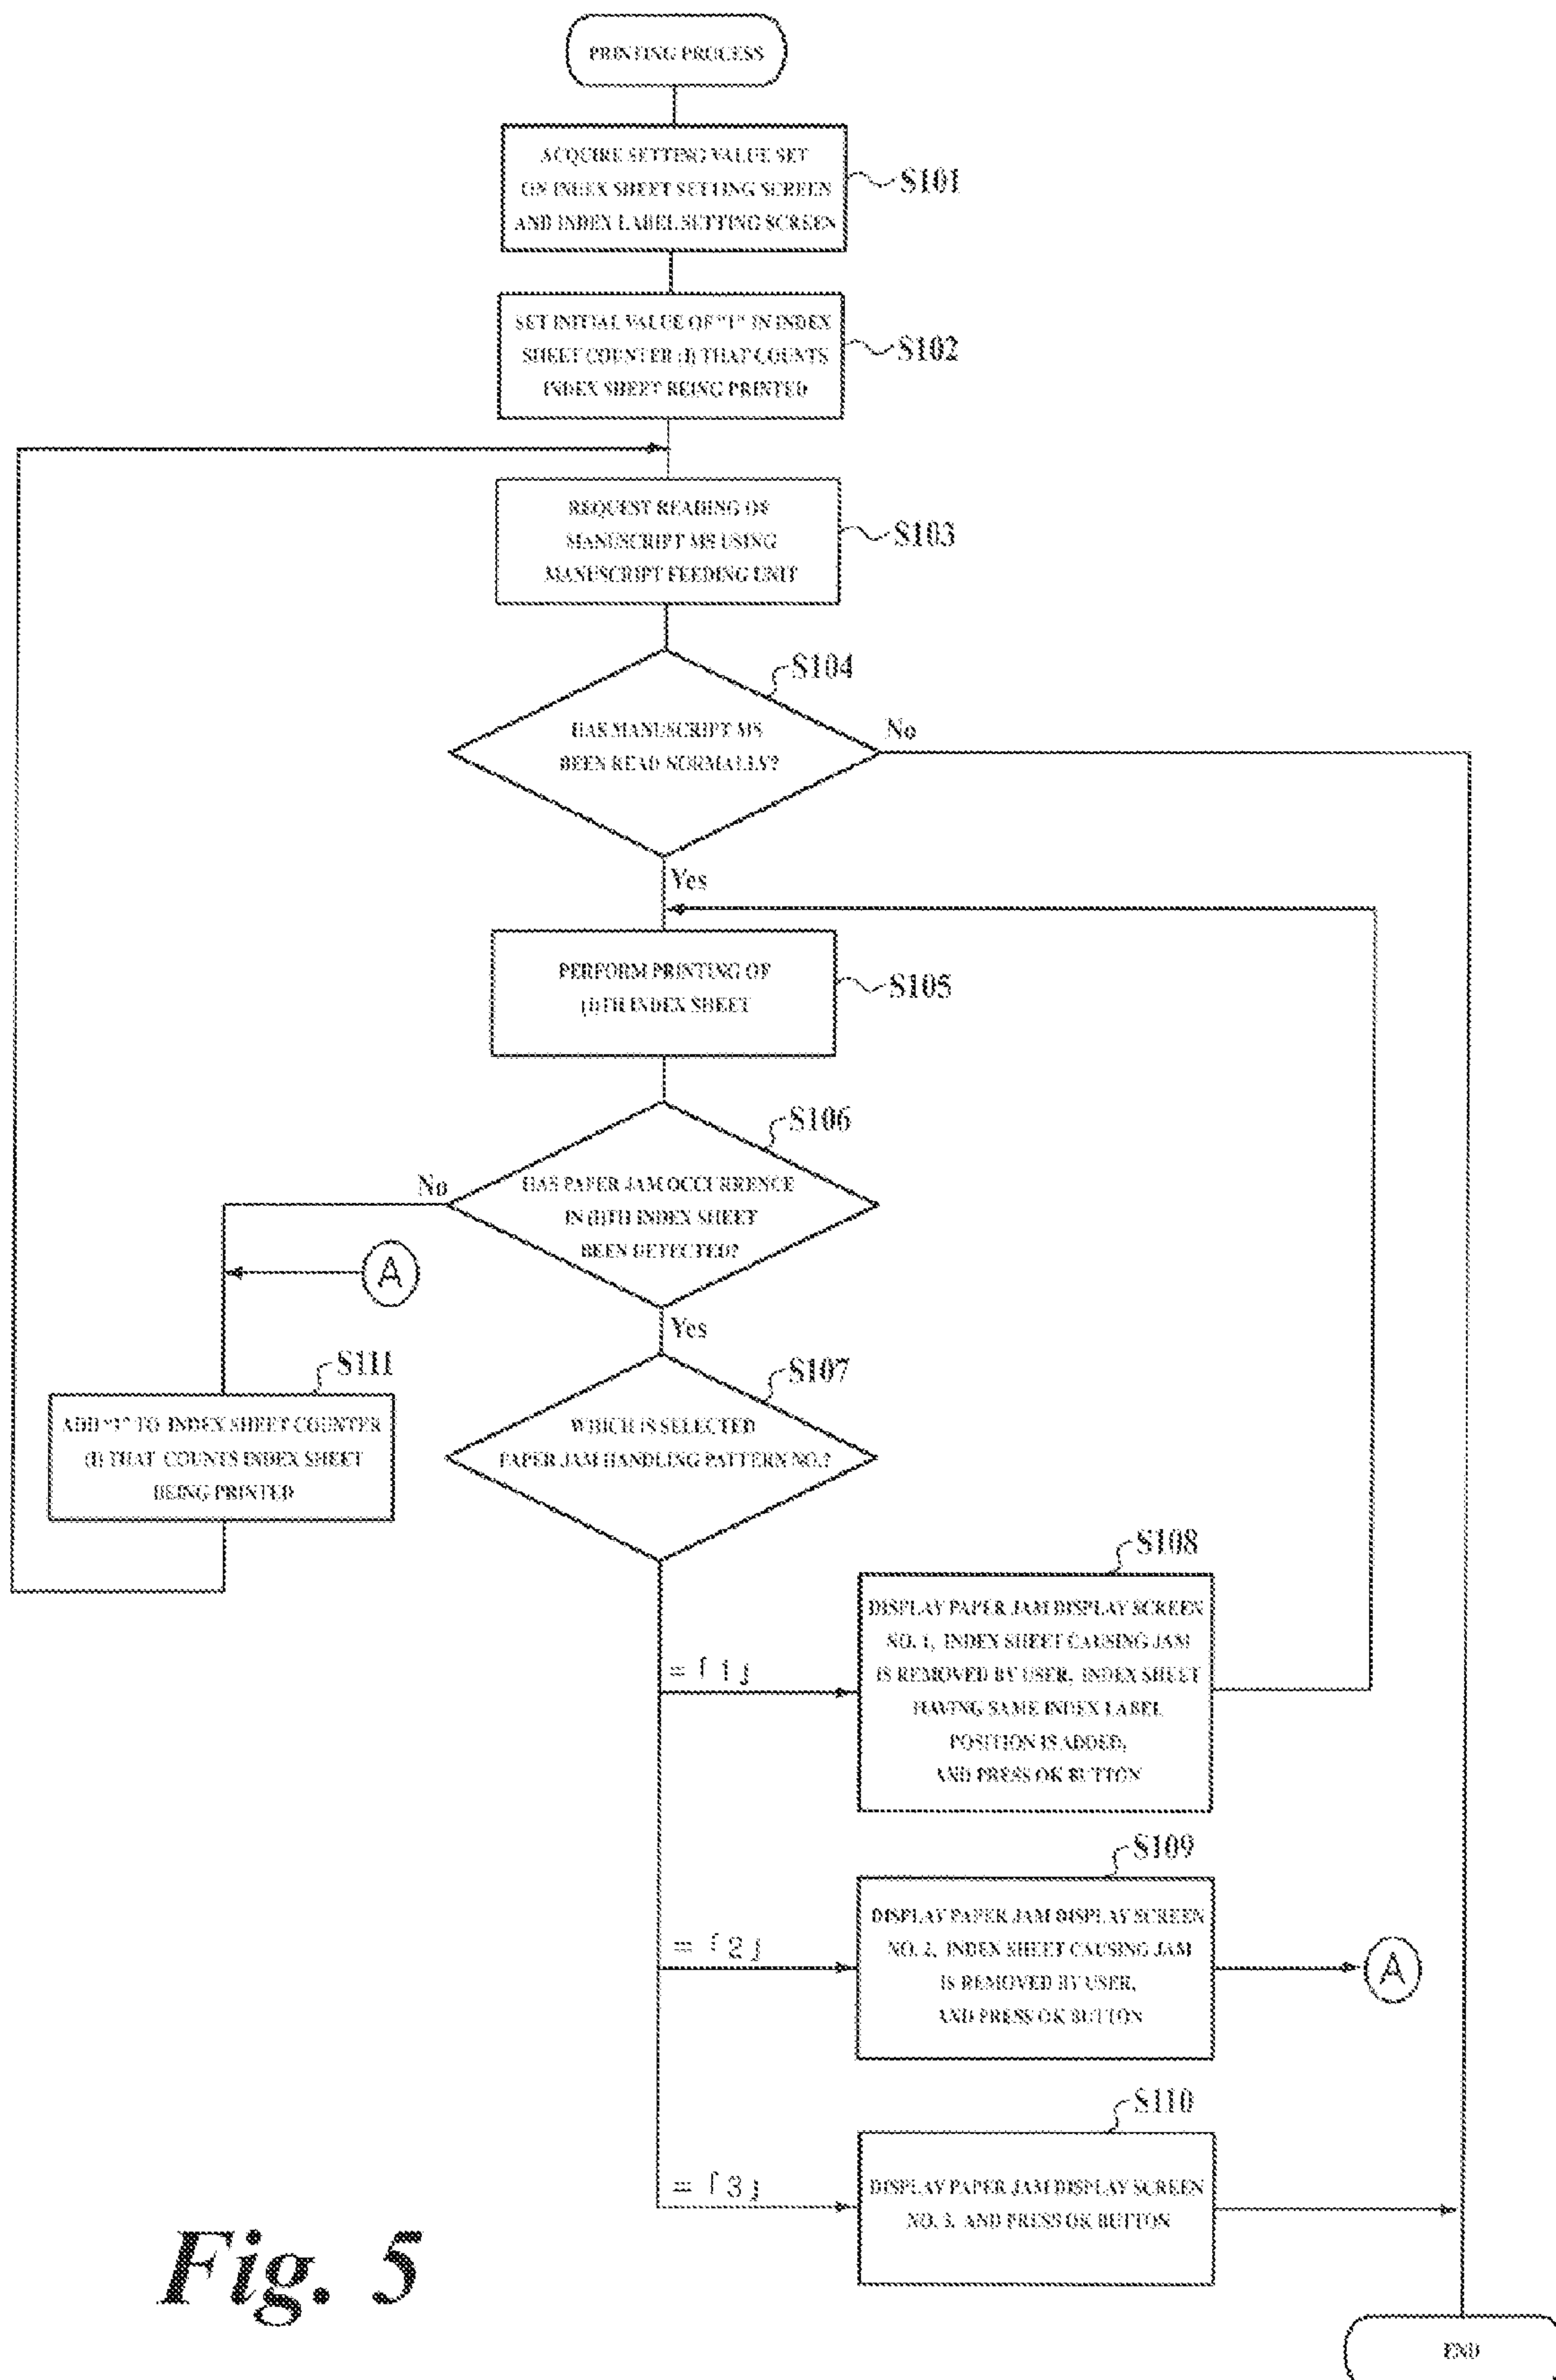 PRINTING PROCESS
ACQUIRE SETTING VALUE SET
ON INDEX SHEET SETTING SCREEN
AND INDEX LABEL SETTING SCREEN
S101
SET INITIAL VALUE OF "1" IN INDEX
SHEET COUNTER (I) THAT COUNTS
INDEX SHEET BEING PRINTED
S102
REQUEST READING OF
MANUSCRIPT MS USING
MANUSCRIPT FEEDING UNIT
S103
S104
HAS MANUSCRIPT MS
BEEN READ NORMALLY?
No
Yes
PERFORM PRINTING OF
(I)TH INDEX SHEET
S105
S106
HAS PAPER JAM OCCURRENCE
IN (I)TH INDEX SHEET
BEEN DETECTED?
No
A
Yes
S111
ADD "1" TO INDEX SHEET COUNTER
(I) THAT COUNTS INDEX SHEET
BEING PRINTED
S107
WHICH IS SELECTED
PAPER JAM HANDLING PATTERN NO.?
S108
=「1」
DISPLAY PAPER JAM DISPLAY SCREEN
NO. 1, INDEX SHEET CAUSING JAM
IS REMOVED BY USER, INDEX SHEET
HAVING SAME INDEX LABEL
POSITION IS ADDED,
AND PRESS OK BUTTON
S109
=「2」
DISPLAY PAPER JAM DISPLAY SCREEN
NO. 2, INDEX SHEET CAUSING JAM
IS REMOVED BY USER,
AND PRESS OK BUTTON
A
S110
=「3」
DISPLAY PAPER JAM DISPLAY SCREEN
NO. 3, AND PRESS OK BUTTON
END
Fig. 5